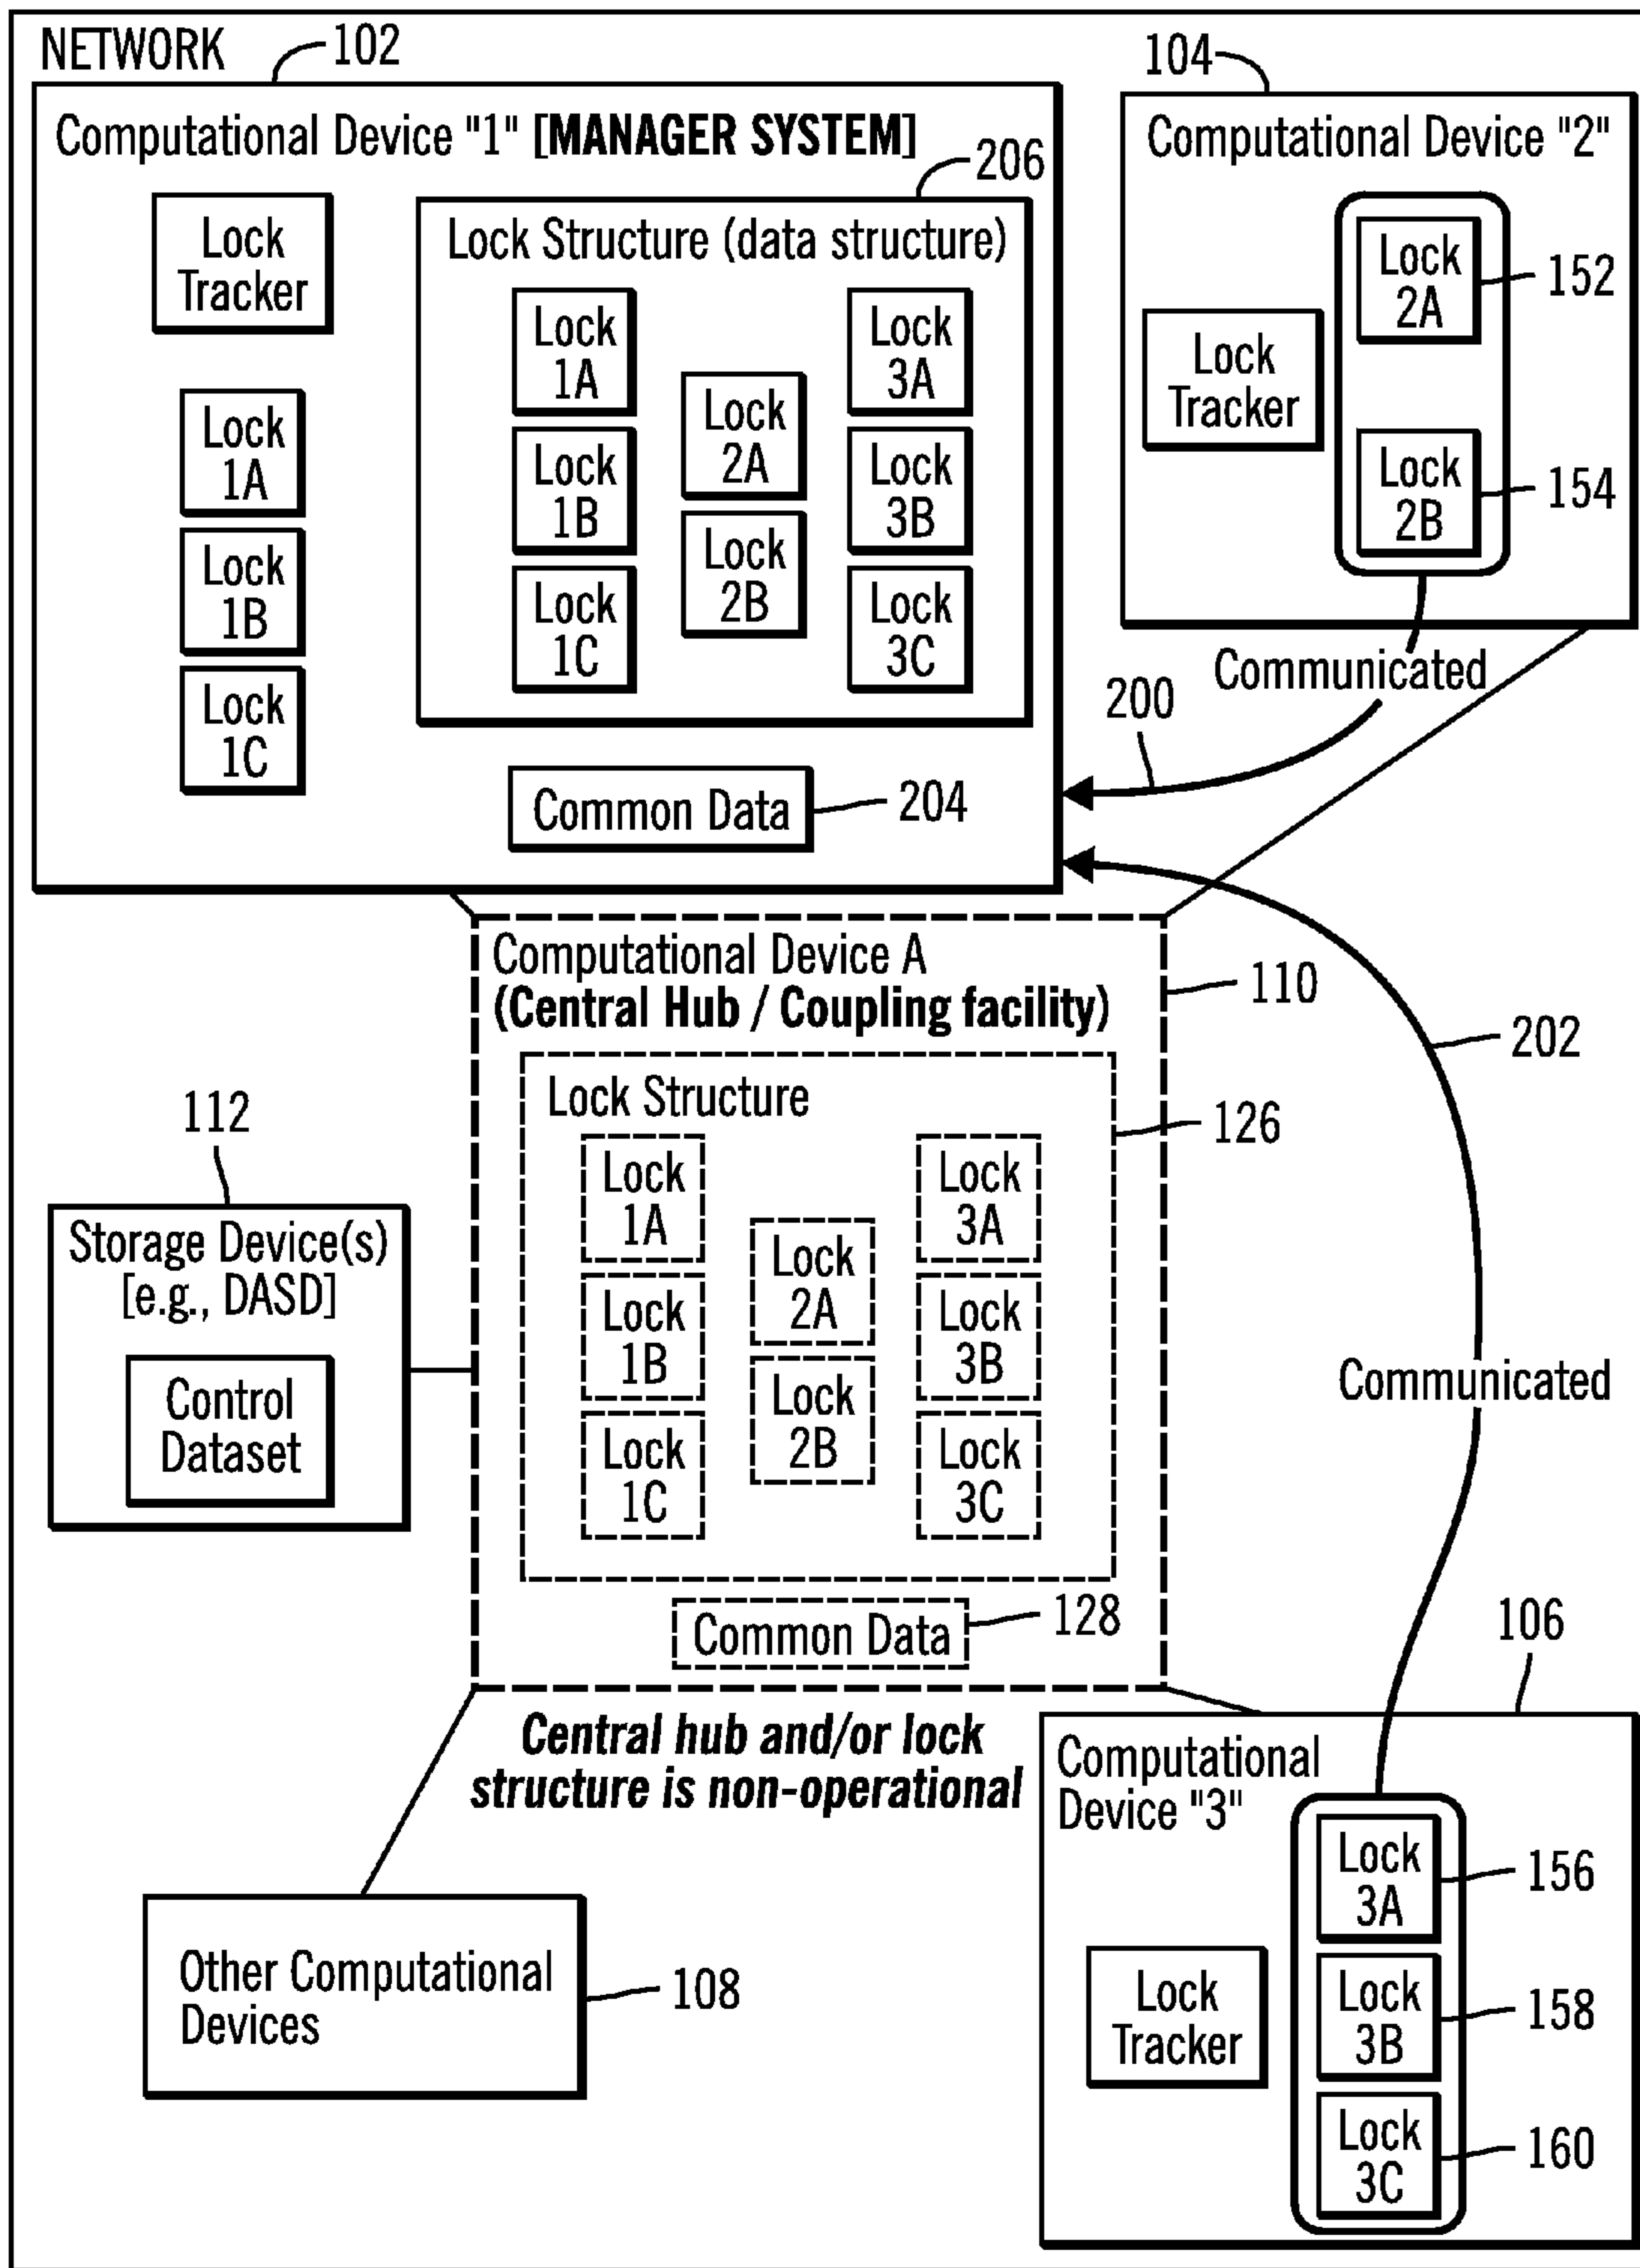 NETWORK
102
104
Computational Device "1" [MANAGER SYSTEM]
206
Lock
Tracker
Lock
1A
Lock
1B
Lock
1C
Lock Structure (data structure)
Lock
1A
Lock
1B
Lock
1C
Lock
2A
Lock
2B
Lock
3A
Lock
3B
Lock
3C
Common Data
204
Computational Device "2"
Lock
Tracker
Lock
2A
152
Lock
2B
154
Communicated
200
Computational Device A
(Central Hub / Coupling facility)
110
202
Lock Structure
126
Lock
1A
Lock
1B
Lock
1C
Lock
2A
Lock
2B
Lock
3A
Lock
3B
Lock
3C
Common Data
128
112
Storage Device(s)
[e.g., DASD]
Control
Dataset
Communicated
Central hub and/or lock
structure is non-operational
106
Computational
Device "3"
Lock
Tracker
Lock
3A
156
Lock
3B
158
Lock
3C
160
Other Computational
Devices
108